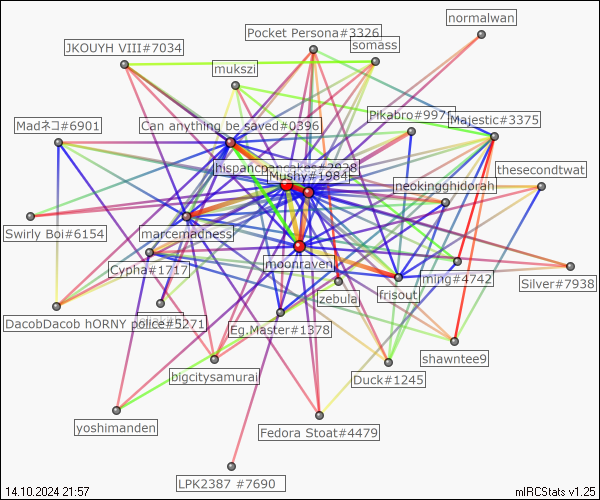 normalwan
Pocket Persona#3326
JKOUYH VIII#7034
somass
mukszi
Pikabro#997
Majestic#3375
Madネコ#6901
Can anything be saved#0396
thesecondtwat
Mushy#1984
neokingghidorah
Swirly Boi#6154
marcemadness
moonraven
Cypha#1717
ming#4742
Silver#7938
zebula
frisout
DacobDacob hORNY police#5271
Eg.Master#1378
shawntee9
bigcitysamurai
Duck#1245
yoshimanden
Fedora Stoat#4479
LPK2387 #7690
14.10.2024 21:57
mIRCStats v1.25